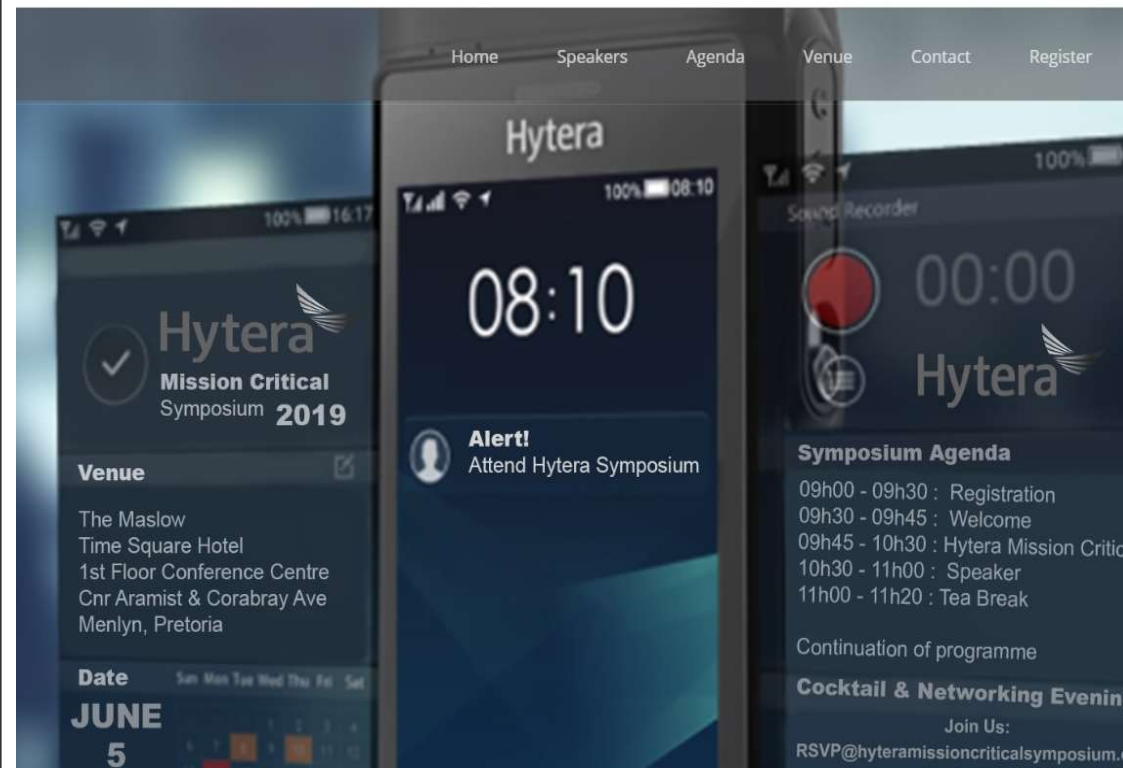 Home Speakers Agenda Venue Contact Register
Hytera
100% 16:17
Hytera
Mission Critical
Symposium 2019
Venue
The Maslow
Time Square Hotel
1st Floor Conference Centre
Cnr Aramist & Corabray Ave
Menlyn, Pretoria
Date
Sun Mon Tue Wed Thu Fri Sat
JUNE
5
100% 08:10
08:10
Alert!
Attend Hytera Symposium
100%
Sound Recorder
00:00
Hytera
Symposium Agenda
09h00 - 09h30 : Registration
09h30 - 09h45 : Welcome
09h45 - 10h30 : Hytera Mission Critic
10h30 - 11h00 : Speaker
11h00 - 11h20 : Tea Break
Continuation of programme
Cocktail & Networking Evenin
Join Us:
RSVP@hyteramissioncriticalsymposium.